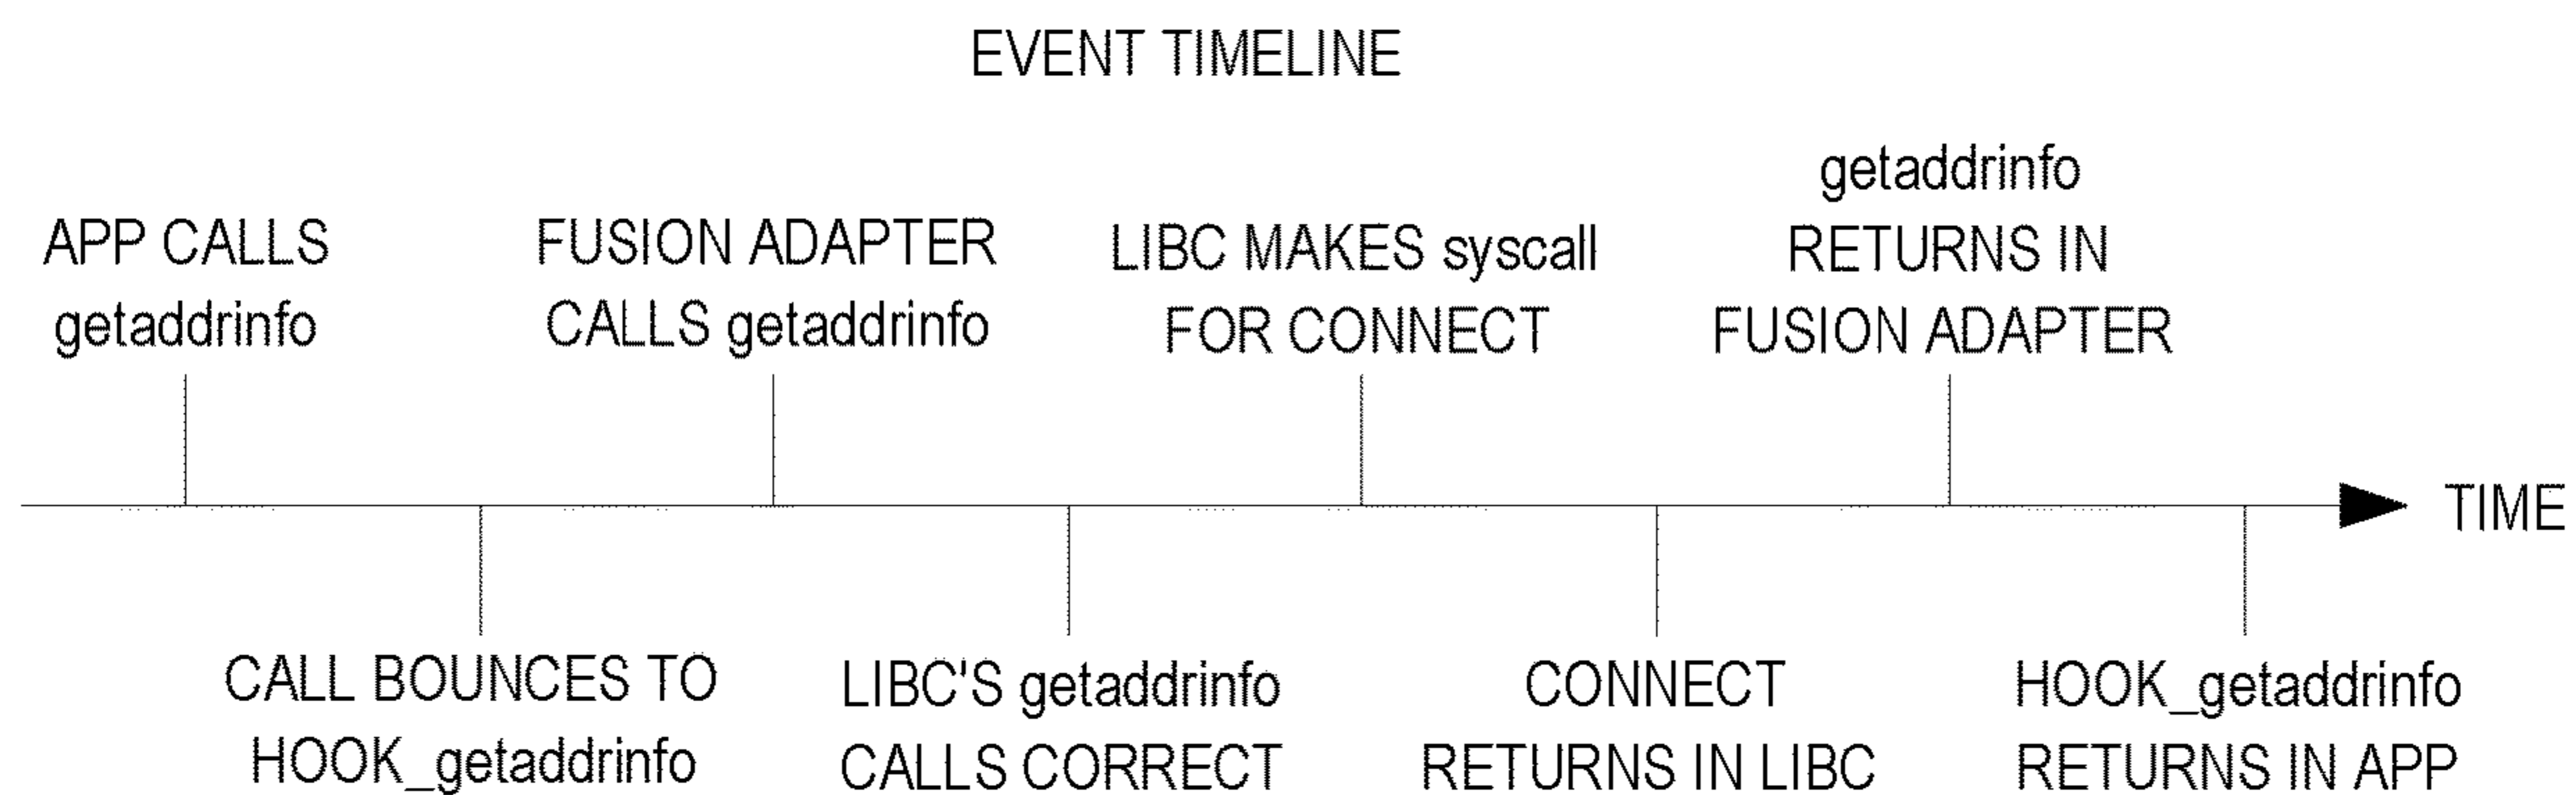 EVENT TIMELINE
APP CALLS
getaddrinfo
CALL BOUNCES TO
HOOK_getaddrinfo
FUSION ADAPTER
CALLS getaddrinfo
LIBC'S getaddrinfo
CALLS CORRECT
LIBC MAKES syscall
FOR CONNECT
CONNECT
RETURNS IN LIBC
getaddrinfo
RETURNS IN
FUSION ADAPTER
HOOK_getaddrinfo
RETURNS IN APP
TIME